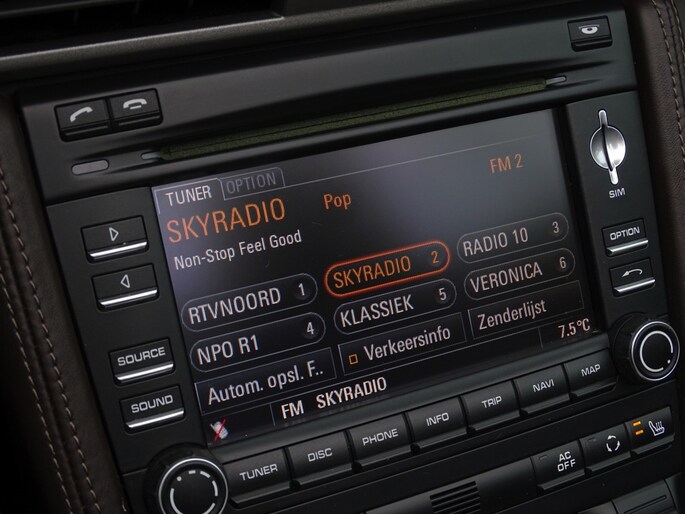 TUNER OPTION
SKYRADIO Pop FM 2
Non-Stop Feel Good
RTVNOORD 1 SKYRADIO 2 RADIO 10 3
NPO R1 4 KLASSIEK 5 VERONICA 6
Autom. opsl. F.. Verkeersinfo Zenderlijst
FM SKYRADIO 7.5°C
SIM
OPTION
SOURCE
SOUND
TUNER DISC PHONE INFO TRIP NAVI MAP
AC OFF